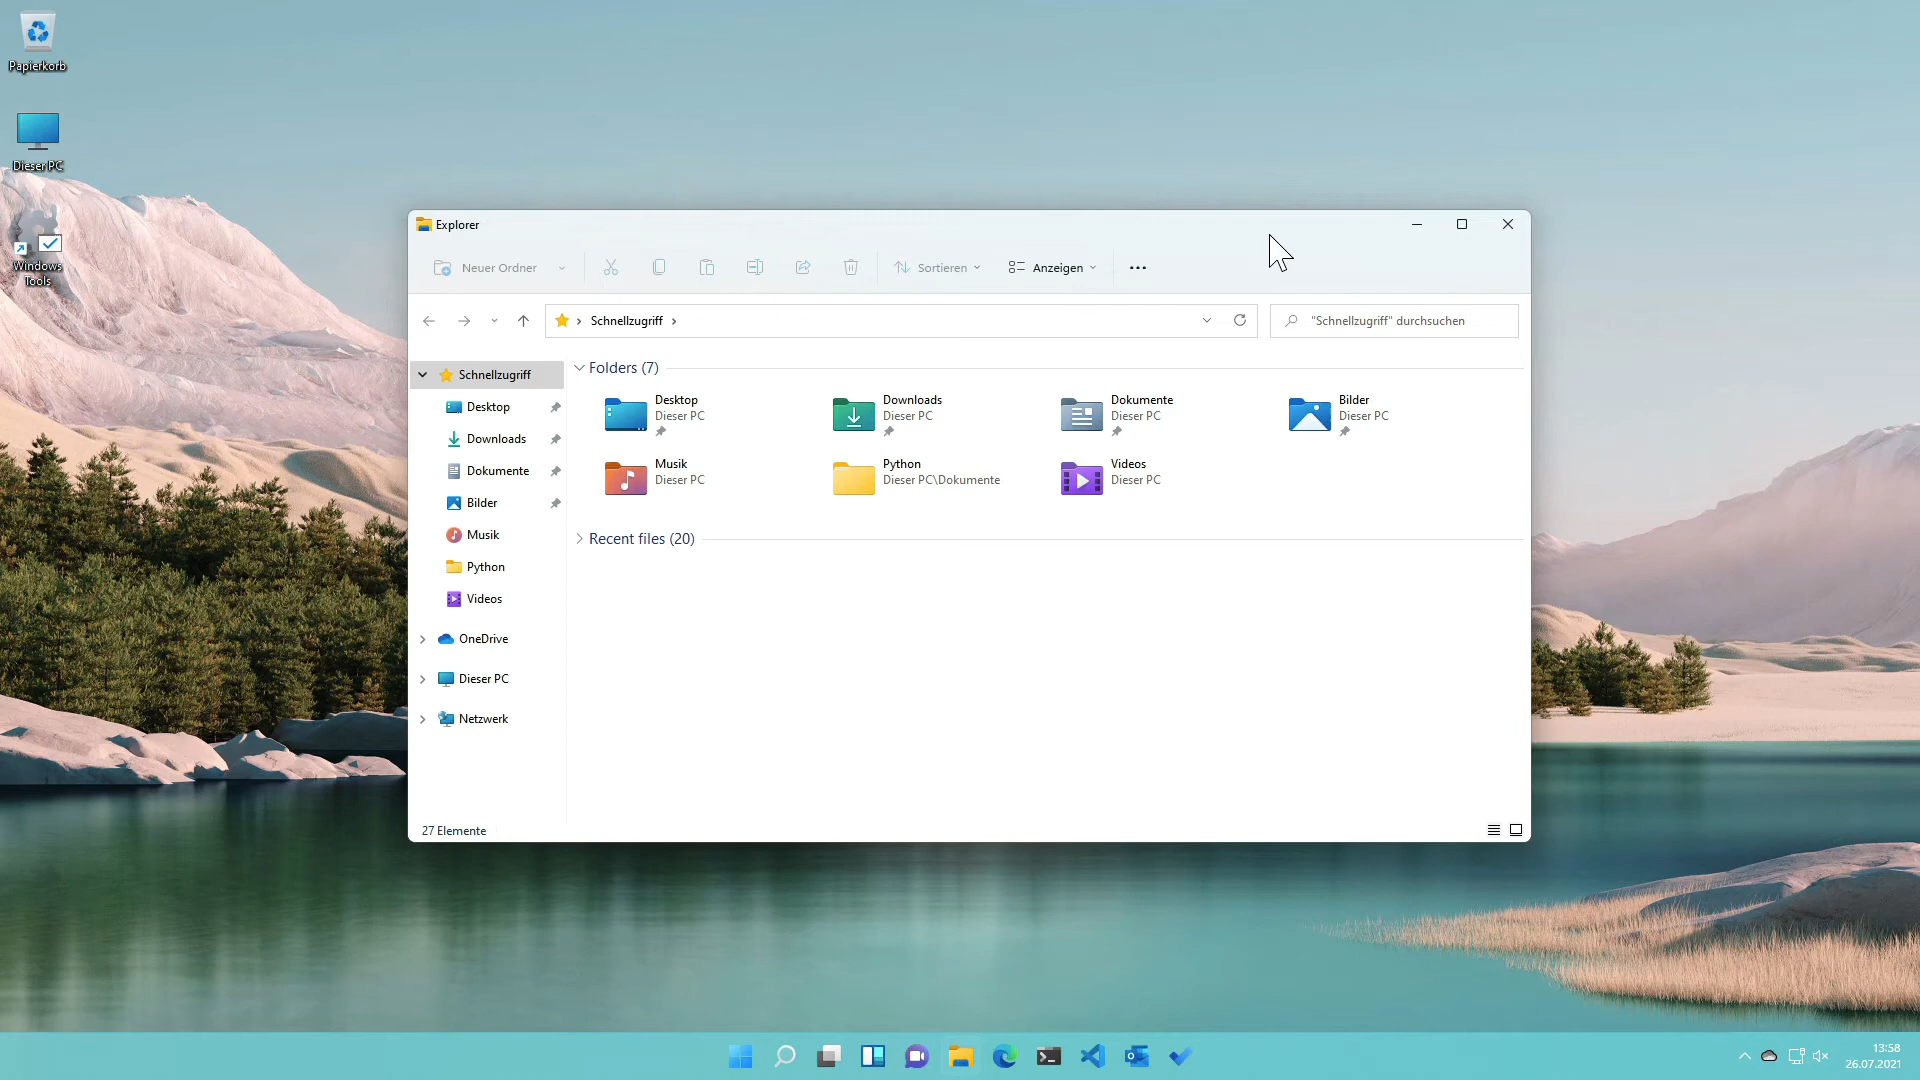 Papierkorb
Dieser PC
Windows
Tools
Explorer
Neuer Ordner
Sortieren
Anzeigen
Schnellzugriff
"Schnellzugriff" durchsuchen
Schnellzugriff
Desktop
Downloads
Dokumente
Bilder
Musik
Python
Videos
OneDrive
Dieser PC
Netzwerk
Folders (7)
Desktop
Dieser PC
Downloads
Dieser PC
Dokumente
Dieser PC
Bilder
Dieser PC
Musik
Dieser PC
Python
Dieser PC\Dokumente
Videos
Dieser PC
Recent files (20)
27 Elemente
13:58
26.07.2021